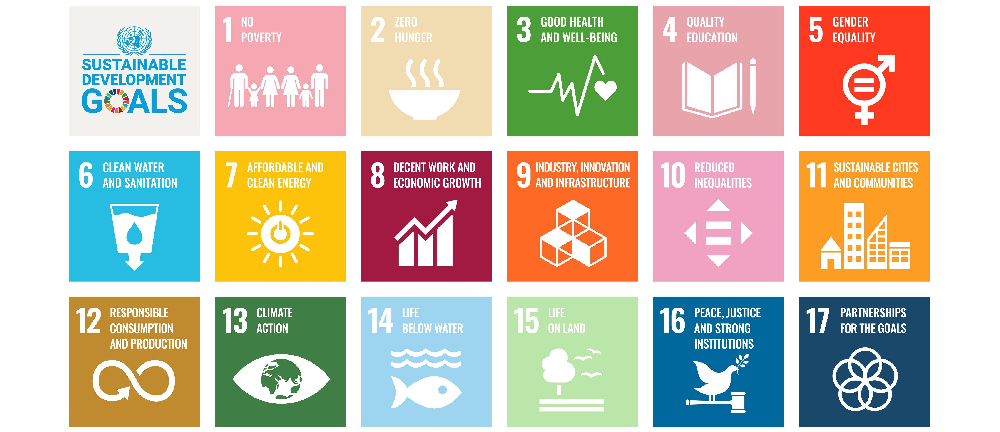 SUSTAINABLE
DEVELOPMENT
GOALS
1 NO
POVERTY
2 ZERO
HUNGER
3 GOOD HEALTH
AND WELL-BEING
4 QUALITY
EDUCATION
5 GENDER
EQUALITY
6 CLEAN WATER
AND SANITATION
7 AFFORDABLE AND
CLEAN ENERGY
8 DECENT WORK AND
ECONOMIC GROWTH
9 INDUSTRY, INNOVATION
AND INFRASTRUCTURE
10 REDUCED
INEQUALITIES
11 SUSTAINABLE CITIES
AND COMMUNITIES
12 RESPONSIBLE
CONSUMPTION
AND PRODUCTION
13 CLIMATE
ACTION
14 LIFE
BELOW WATER
15 LIFE
ON LAND
16 PEACE, JUSTICE
AND STRONG
INSTITUTIONS
17 PARTNERSHIPS
FOR THE GOALS